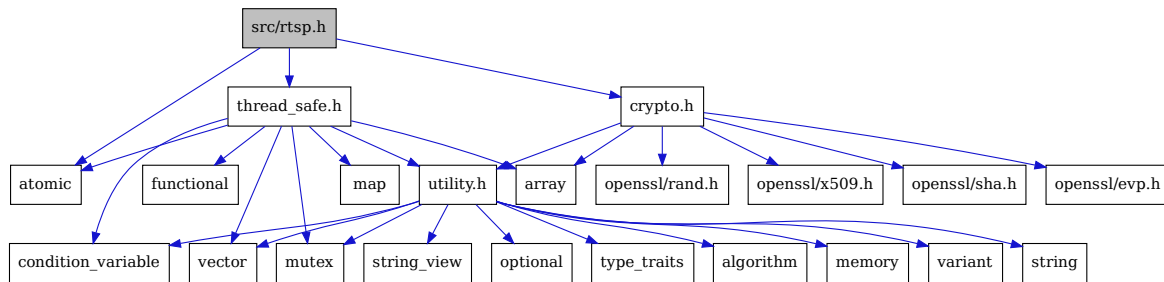 src/rtsp.h
thread_safe.h
crypto.h
atomic
functional
map
utility.h
array
openssl/rand.h
openssl/x509.h
openssl/sha.h
openssl/evp.h
condition_variable
vector
mutex
string_view
optional
type_traits
algorithm
memory
variant
string